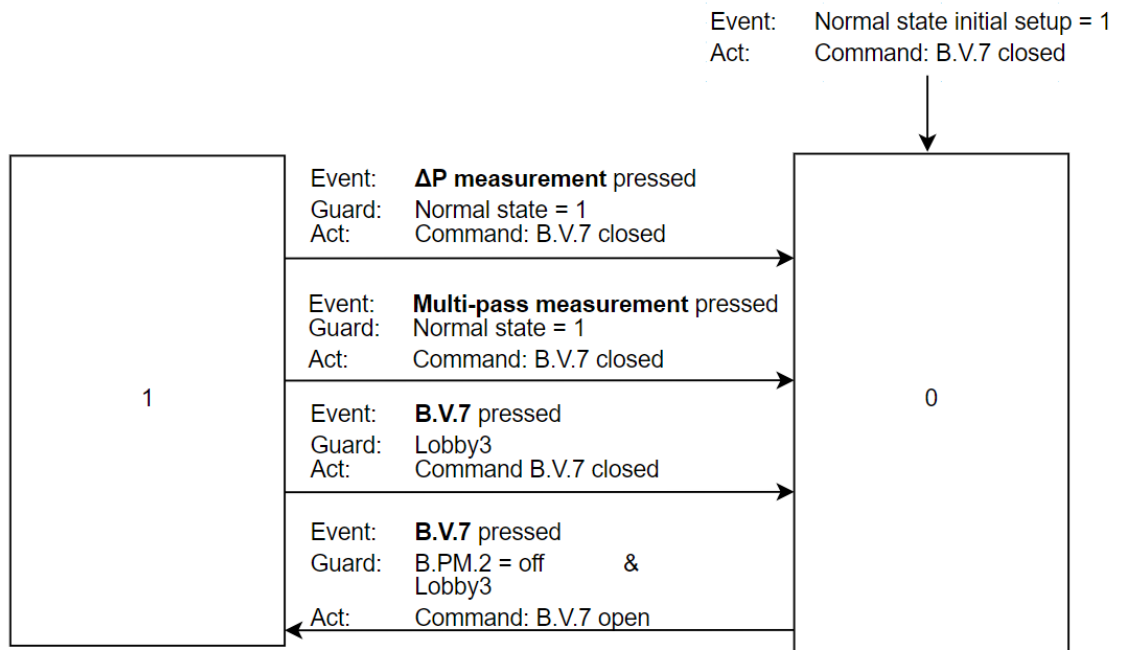 Event: Normal state initial setup = 1
Act: Command: B.V.7 closed
Event: ΔP measurement pressed
Guard: Normal state = 1
Act: Command: B.V.7 closed
Event: Multi-pass measurement pressed
Guard: Normal state = 1
Act: Command: B.V.7 closed
1
0
Event: B.V.7 pressed
Guard: Lobby3
Act: Command B.V.7 closed
Event: B.V.7 pressed
Guard: B.PM.2 = off &
Lobby3
Act: Command: B.V.7 open